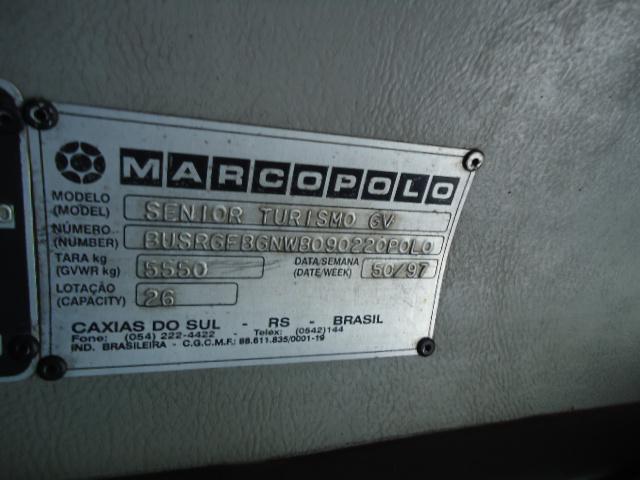 MARCOPOLO
MODELO
(MODEL)
SENIOR TURISMO GV
NÚMERO
(NUMBER)
TARA kg
(GVWR kg)
5550
DATA/SEMANA
(DATE/WEEK)
50/97
LOTAÇÃO
(CAPACITY)
26
CAXIAS DO SUL - RS - BRASIL
Fone: (054) 222-4422 - Telex: (0542)144
IND. BRASILEIRA - C.G.C.M.F.: 88.611.835/0001-19